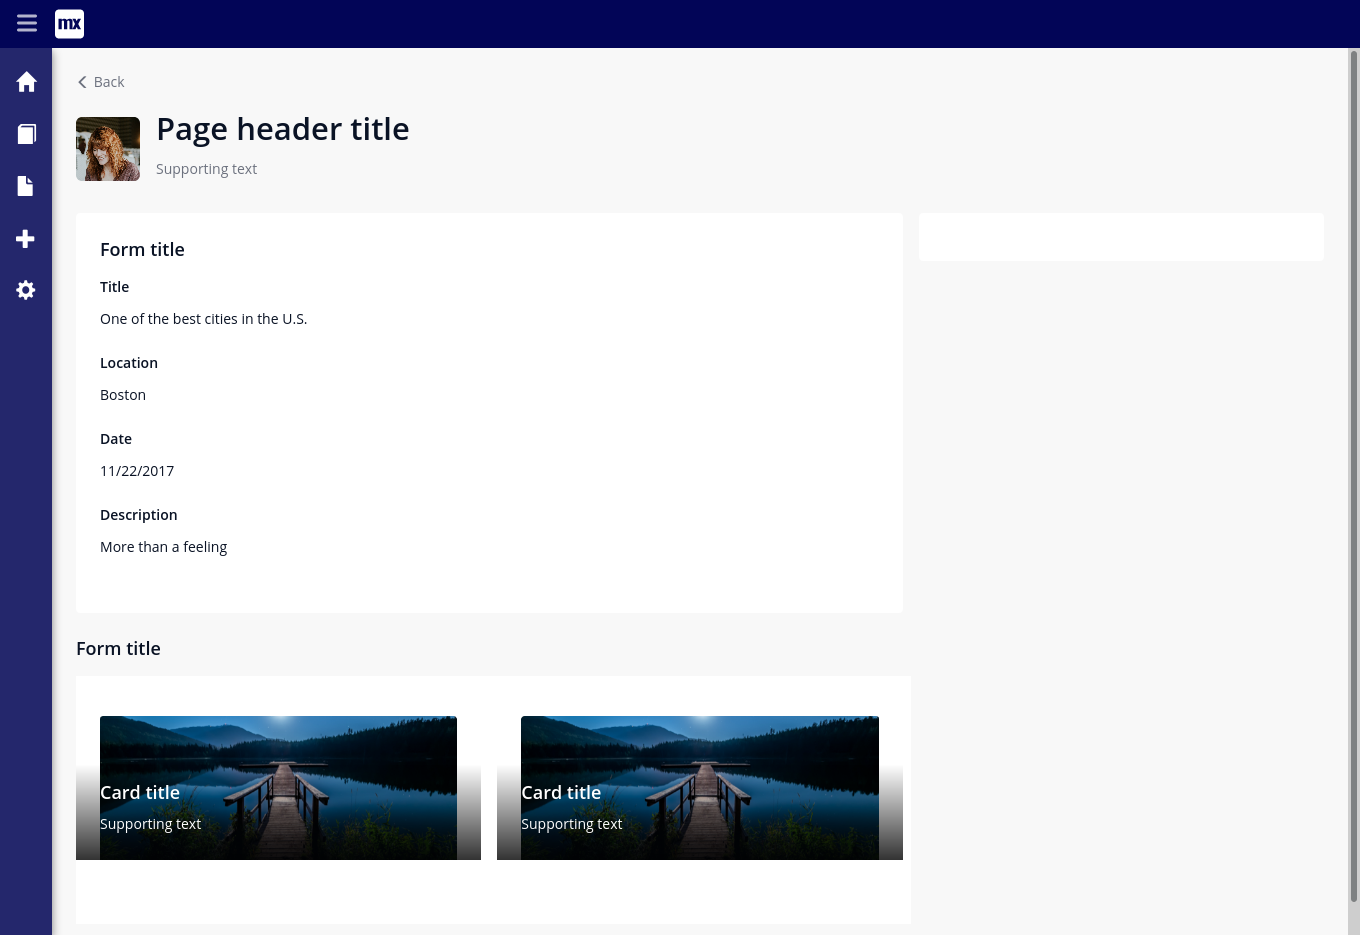 mx
Back
Page header title
Supporting text
Form title
Title
One of the best cities in the U.S.
Location
Boston
Date
11/22/2017
Description
More than a feeling
Form title
Card title
Supporting text
Card title
Supporting text